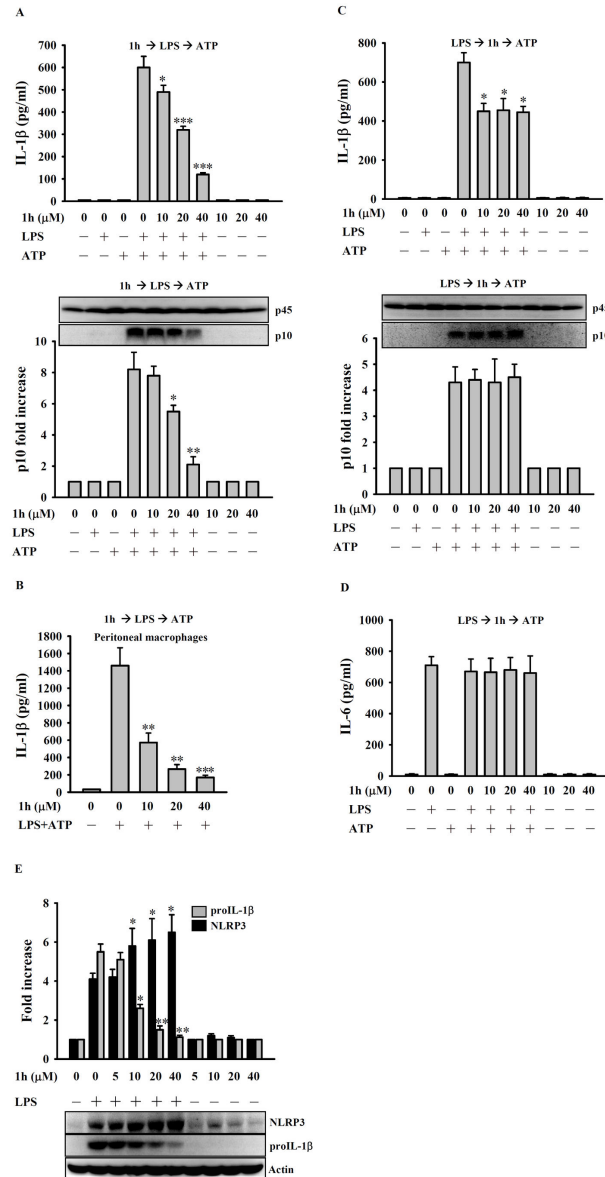 A
1h → LPS → ATP
IL-1β (pg/ml)
700
600
500
400
300
200
100
0
*
***
***
1h (μM) 0 0 0 0 10 20 40 10 20 40
LPS − + − + + + + − − −
ATP − − + + + + + − − −
1h → LPS → ATP
p45
p10
p10 fold increase
10
8
6
4
2
0
*
**
1h (μM) 0 0 0 0 10 20 40 10 20 40
LPS − + − + + + + − − −
ATP − − + + + + + − − −
B
1h → LPS → ATP
Peritoneal macrophages
IL-1β (pg/ml)
1800
1600
1400
1200
1000
800
600
400
200
0
**
**
***
1h (μM) 0 0 10 20 40
LPS+ATP − + + + +
C
LPS → 1h → ATP
IL-1β (pg/ml)
800
600
400
200
0
* * *
1h (μM) 0 0 0 0 10 20 40 10 20 40
LPS − + − + + + + − − −
ATP − − + + + + + − − −
LPS → 1h → ATP
p45
p10
p10 fold increase
6
5
4
3
2
1
0
1h (μM) 0 0 0 0 10 20 40 10 20 40
LPS − + − + + + + − − −
ATP − − + + + + + − − −
D
LPS → 1h → ATP
IL-6 (pg/ml)
1000
800
600
400
200
0
1h (μM) 0 0 0 0 10 20 40 10 20 40
LPS − + − + + + + − − −
ATP − − + + + + + − − −
E
Fold increase
8
6
4
2
0
proIL-1β
NLRP3
* * *
*
**
**
1h (μM) 0 0 5 10 20 40 5 10 20 40
LPS − + + + + + − − − −
NLRP3
proIL-1β
Actin